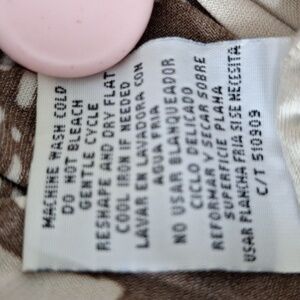 MACHINE WASH COLD
DO NOT BLEACH
GENTLE CYCLE
RESHAPE AND DRY FLAT
COOL IRON IF NEEDED
LAVAR EN LAVADORA CON
AGUA FRIA
NO USAR BLANQUEADOR
CICLO DELICADO
REFORMAR Y SECAR SOBRE
SUPERFICIE PLANA
USAR PLANCHA FRIA SI SE NECESITA
C/T 510909